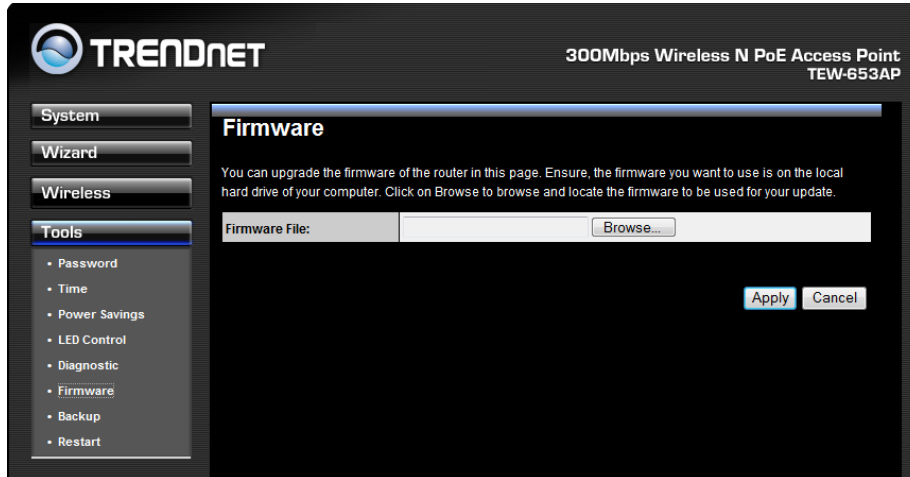 TRENDNET
300Mbps Wireless N PoE Access Point
TEW-653AP
System
Wizard
Wireless
Tools
• Password
• Time
• Power Savings
• LED Control
• Diagnostic
• Firmware
• Backup
• Restart
Firmware
You can upgrade the firmware of the router in this page. Ensure, the firmware you want to use is on the local
hard drive of your computer. Click on Browse to browse and locate the firmware to be used for your update.
Firmware File: Browse...
Apply Cancel